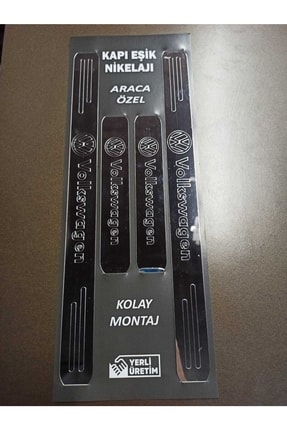 KAPI EŞİK
NİKELAJI
ARACA
ÖZEL
Volkswagen
Volkswagen
Volkswagen
Volkswagen
KOLAY
MONTAJ
YERLİ
ÜRETİM